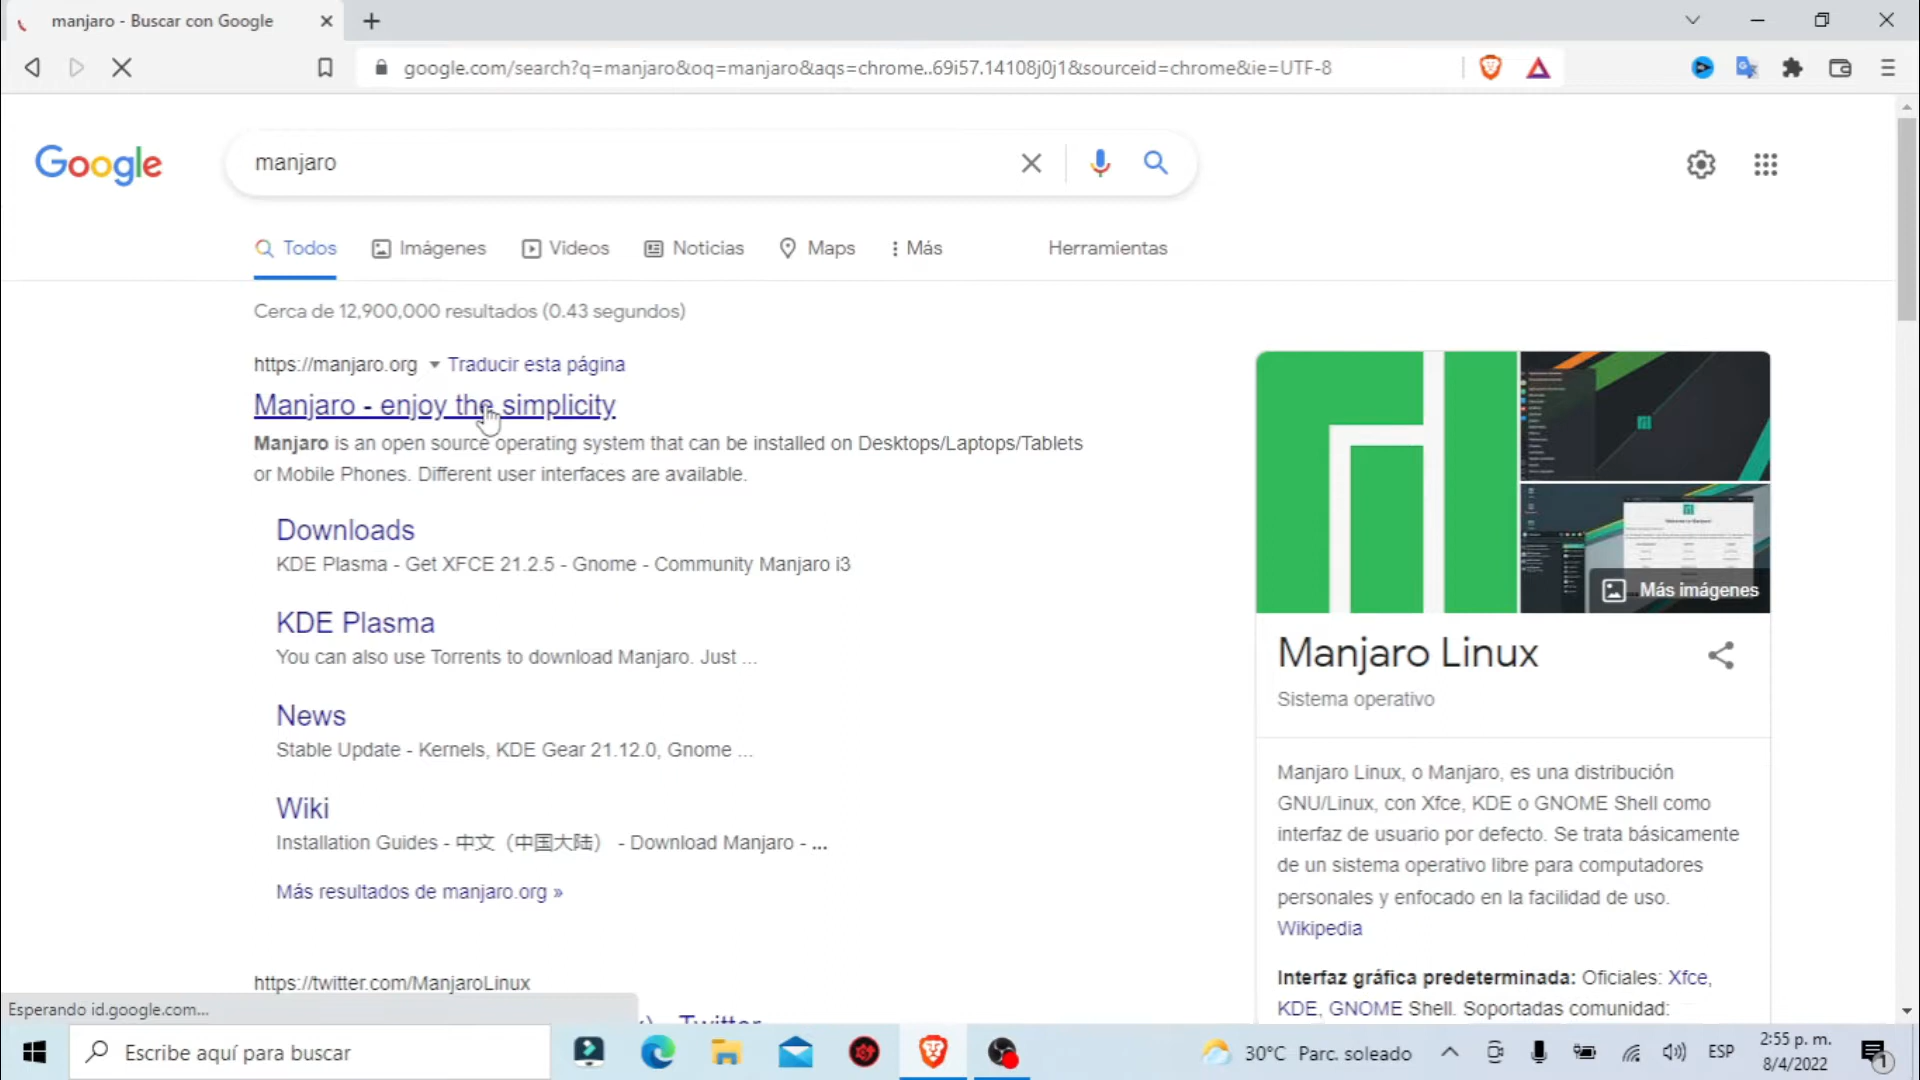 manjaro - Buscar con Google
google.com/search?q=manjaro&oq=manjaro&aqs=chrome..69i57.14108j0j1&sourceid=chrome&ie=UTF-8
Google
manjaro
Todos
Imágenes
Videos
Noticias
Maps
Más
Herramientas
Cerca de 12,900,000 resultados (0.43 segundos)
https://manjaro.org
Traducir esta página
Manjaro - enjoy the simplicity
Manjaro is an open source operating system that can be installed on Desktops/Laptops/Tablets
or Mobile Phones. Different user interfaces are available.
Downloads
KDE Plasma - Get XFCE 21.2.5 - Gnome - Community Manjaro i3
KDE Plasma
You can also use Torrents to download Manjaro. Just ...
News
Stable Update - Kernels, KDE Gear 21.12.0, Gnome ...
Wiki
Installation Guides - 中文（中国大陆） - Download Manjaro - ...
Más resultados de manjaro.org »
https://twitter.com/ManjaroLinux
- Twitter
Más imágenes
Manjaro Linux
Sistema operativo
Manjaro Linux, o Manjaro, es una distribución
GNU/Linux, con Xfce, KDE o GNOME Shell como
interfaz de usuario por defecto. Se trata básicamente
de un sistema operativo libre para computadores
personales y enfocado en la facilidad de uso.
Wikipedia
Interfaz gráfica predeterminada: Oficiales: Xfce,
KDE, GNOME Shell. Soportadas comunidad:
Esperando id.google.com...
Escribe aquí para buscar
30°C Parc. soleado
ESP
2:55 p. m.
8/4/2022
1